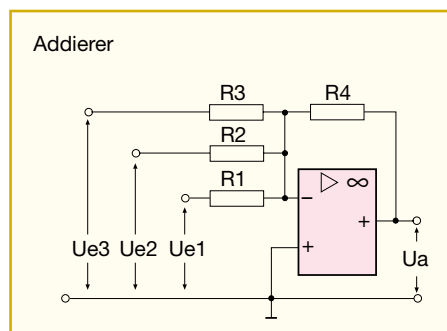 Addierer
R3
R4
R2
R1
▷ ∞
−
+
+
Ue3 Ue2 Ue1
Ua